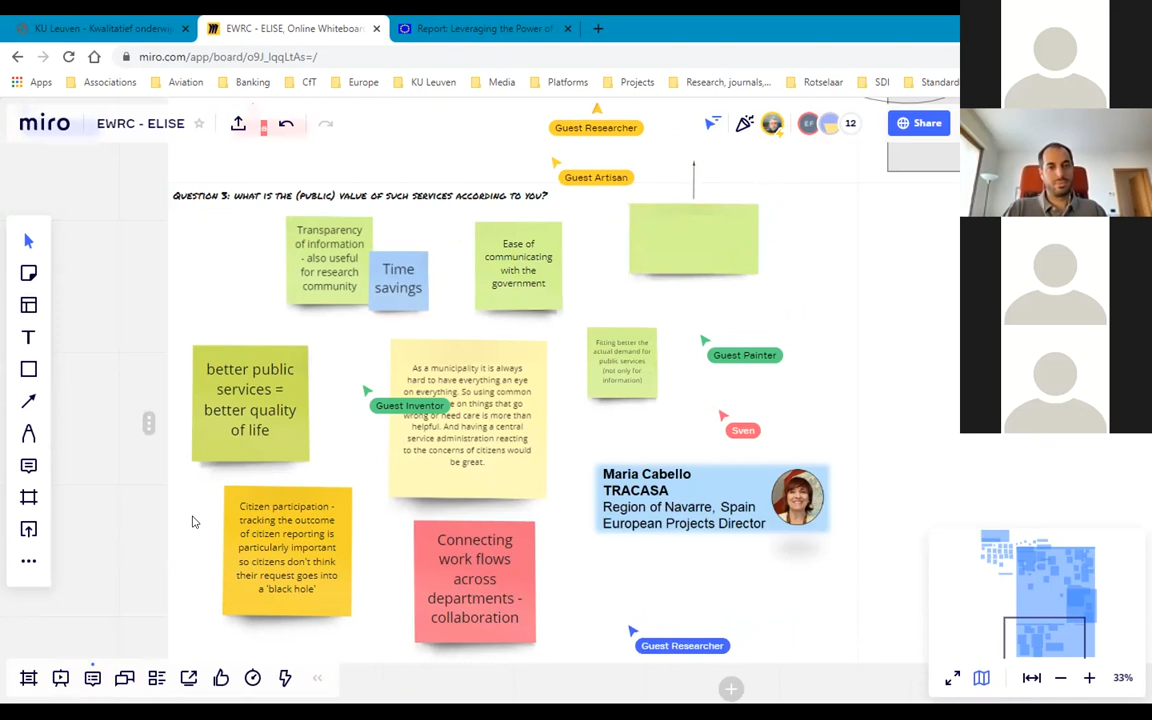 KU Leuven - Kwalitatief onderwij
EWRC - ELISE, Online Whiteboar
Report: Leveraging the Power of
miro.com/app/board/o9J_lqqLtAs=/
Apps
Associations
Aviation
Banking
CfT
Europe
KU Leuven
Media
Platforms
Projects
Research, journals,...
Rotselaar
SDI
Standard
miro
EWRC - ELISE
Guest Researcher
EF
12
Share
Guest Artisan
Question 3: what is the (public) value of such services according to you?
Transparency
of information
- also useful
for research
community
Time
savings
Ease of
communicating
with the
government
Fitting better the
actual demand for
public services
(not only for
information)
Guest Painter
better public
services =
better quality
of life
As a municipality it is always
hard to have everything an eye
on everything. So using common
Guest Inventor
e on things that go
wrong or need care is more than
helpful. And having a central
service administration reacting
to the concerns of citizens would
be great.
Sven
Maria Cabello
TRACASA
Region of Navarre, Spain
European Projects Director
Citizen participation -
tracking the outcome
of citizen reporting is
particularly important
so citizens don't think
their request goes into
a 'black hole'
Connecting
work flows
across
departments -
collaboration
Guest Researcher
33%